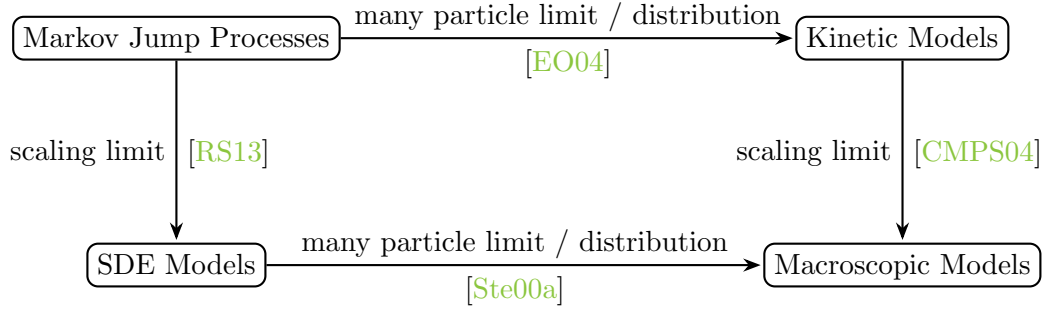 many particle limit / distribution
Markov Jump Processes
Kinetic Models
[EO04]
scaling limit [RS13]
scaling limit [CMPS04]
many particle limit / distribution
SDE Models
Macroscopic Models
[Ste00a]